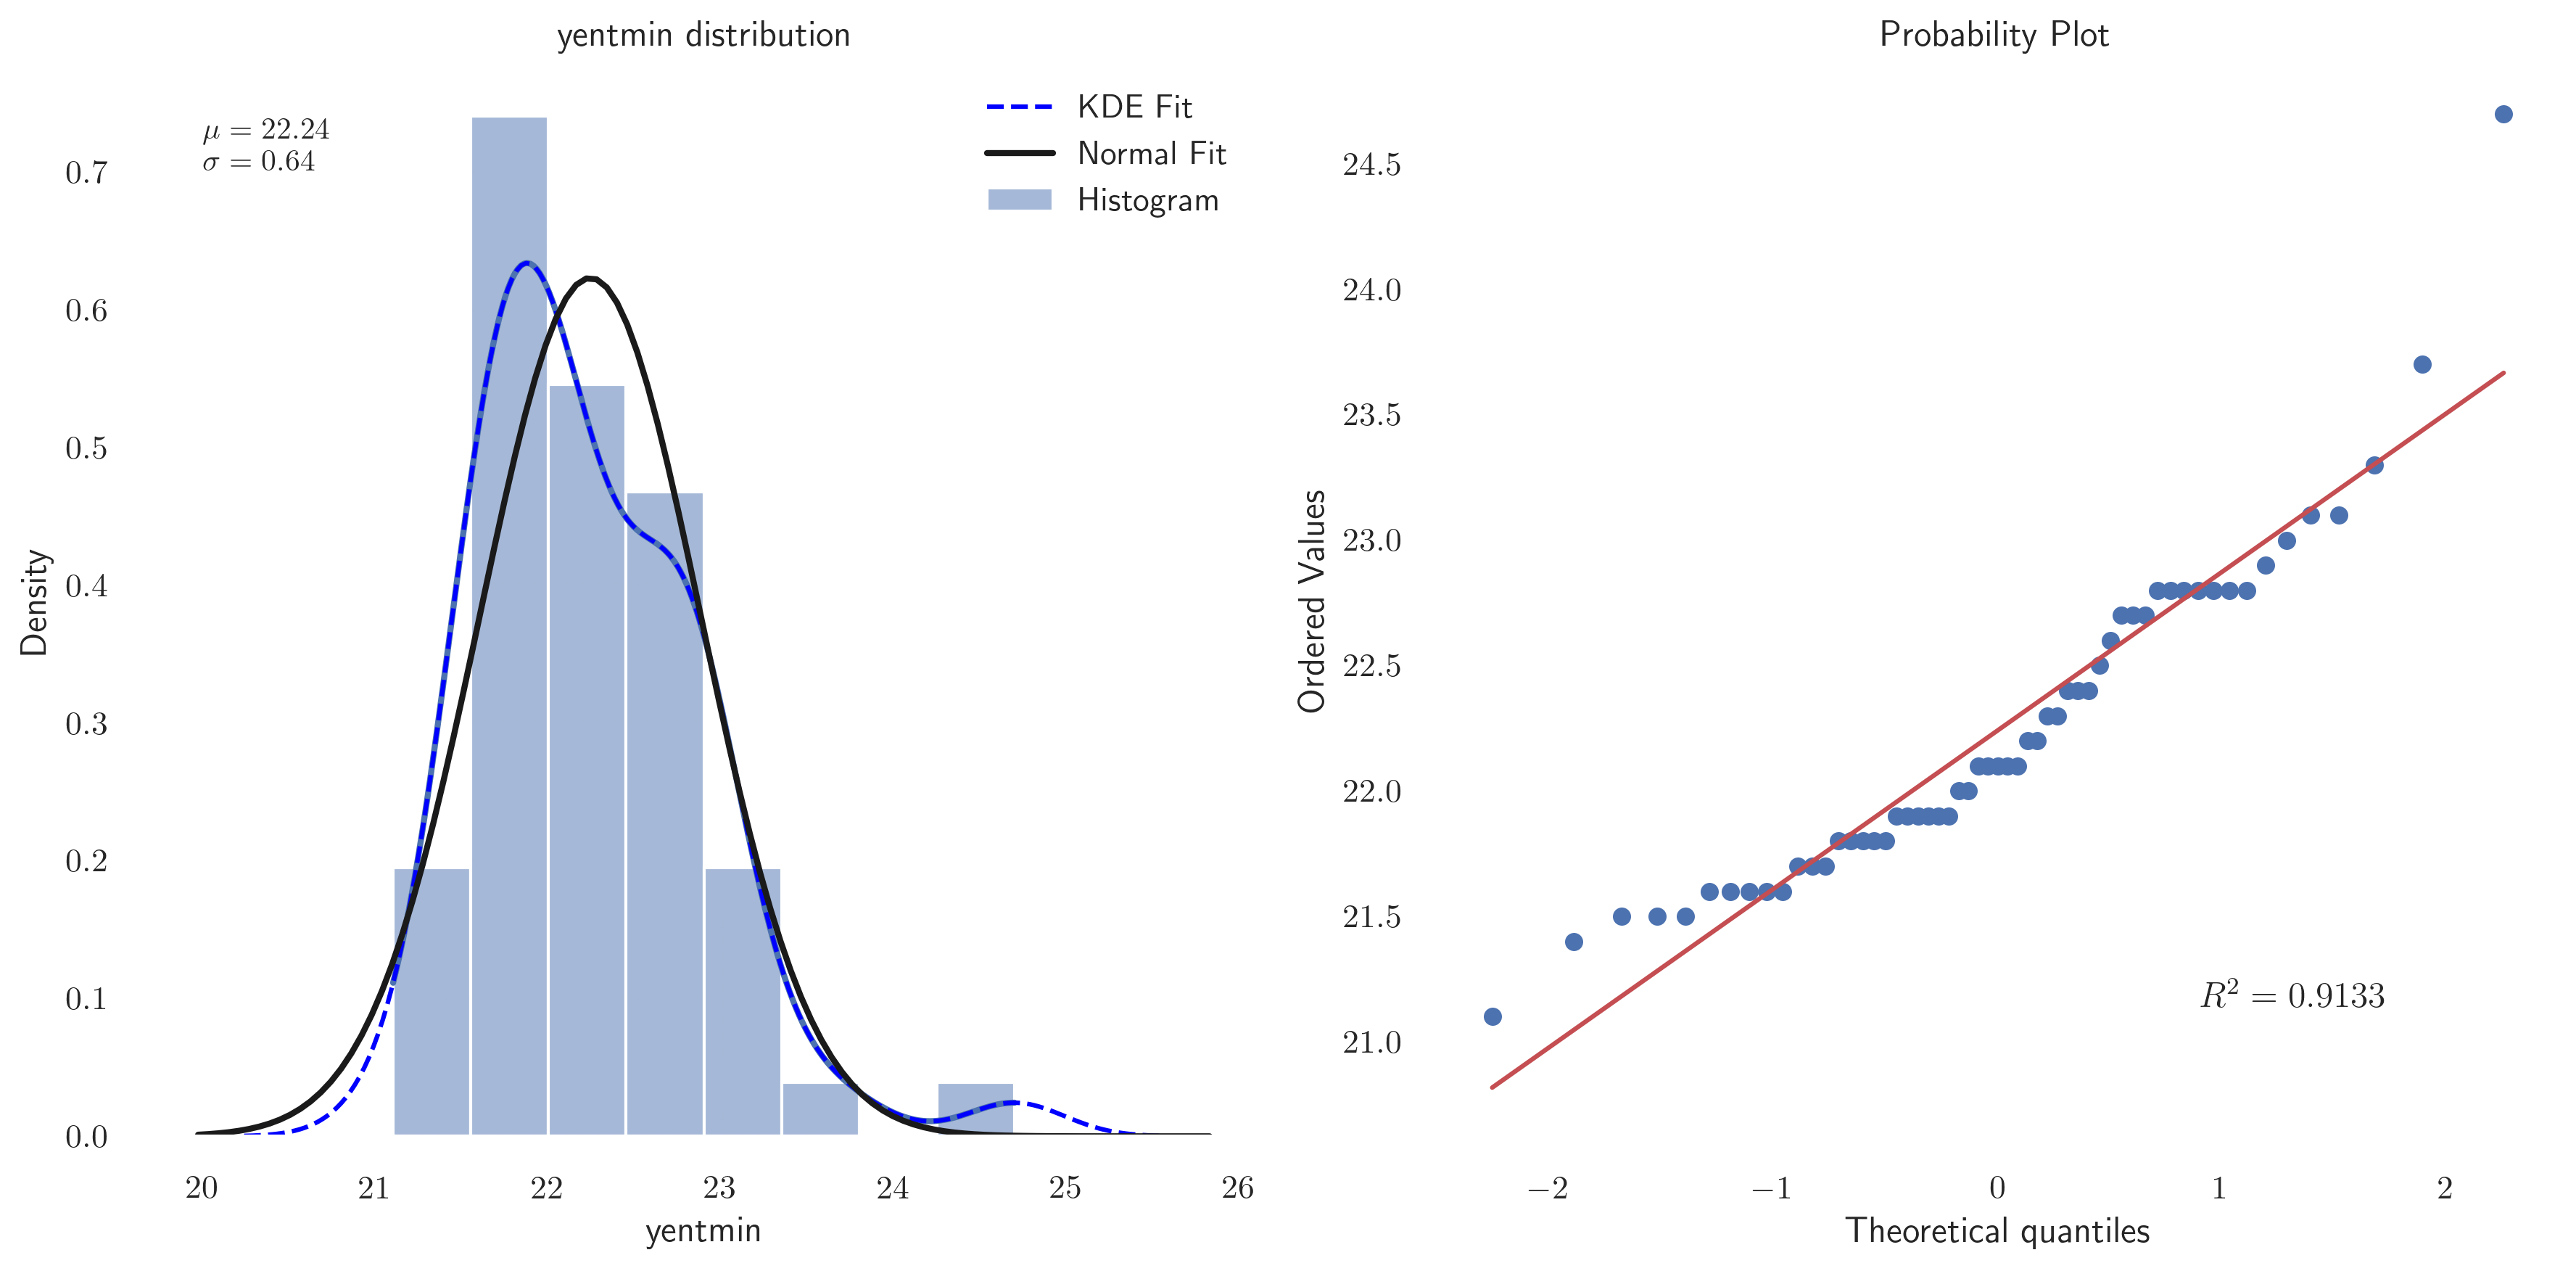 yentmin distribution
μ = 22.24
σ = 0.64
KDE Fit
Normal Fit
Histogram
0.7
0.6
0.5
0.4
0.3
0.2
0.1
0.0
Density
20 21 22 23 24 25 26
yentmin
Probability Plot
24.5
24.0
23.5
23.0
22.5
22.0
21.5
21.0
Ordered Values
R² = 0.9133
−2 −1 0 1 2
Theoretical quantiles